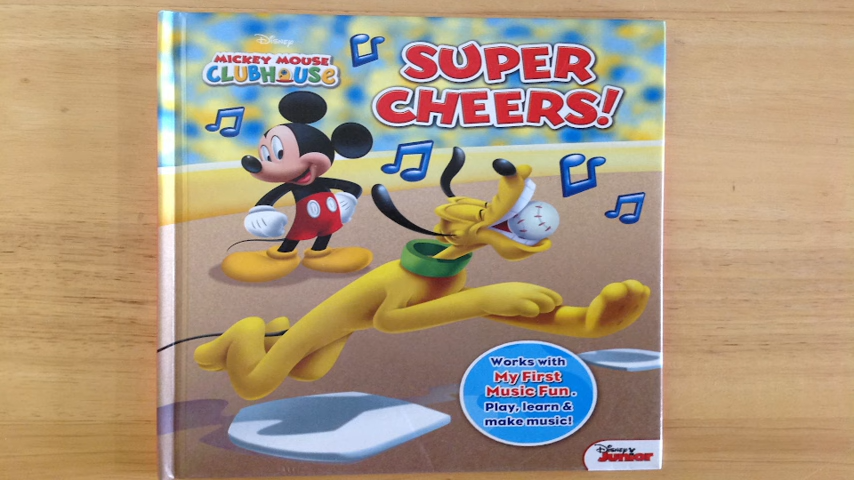 Disney
MICKEY MOUSE
CLUBHOUSE
SUPER
CHEERS!
Works with
My First
Music Fun.
Play, learn &
make music!
Disney
Junior